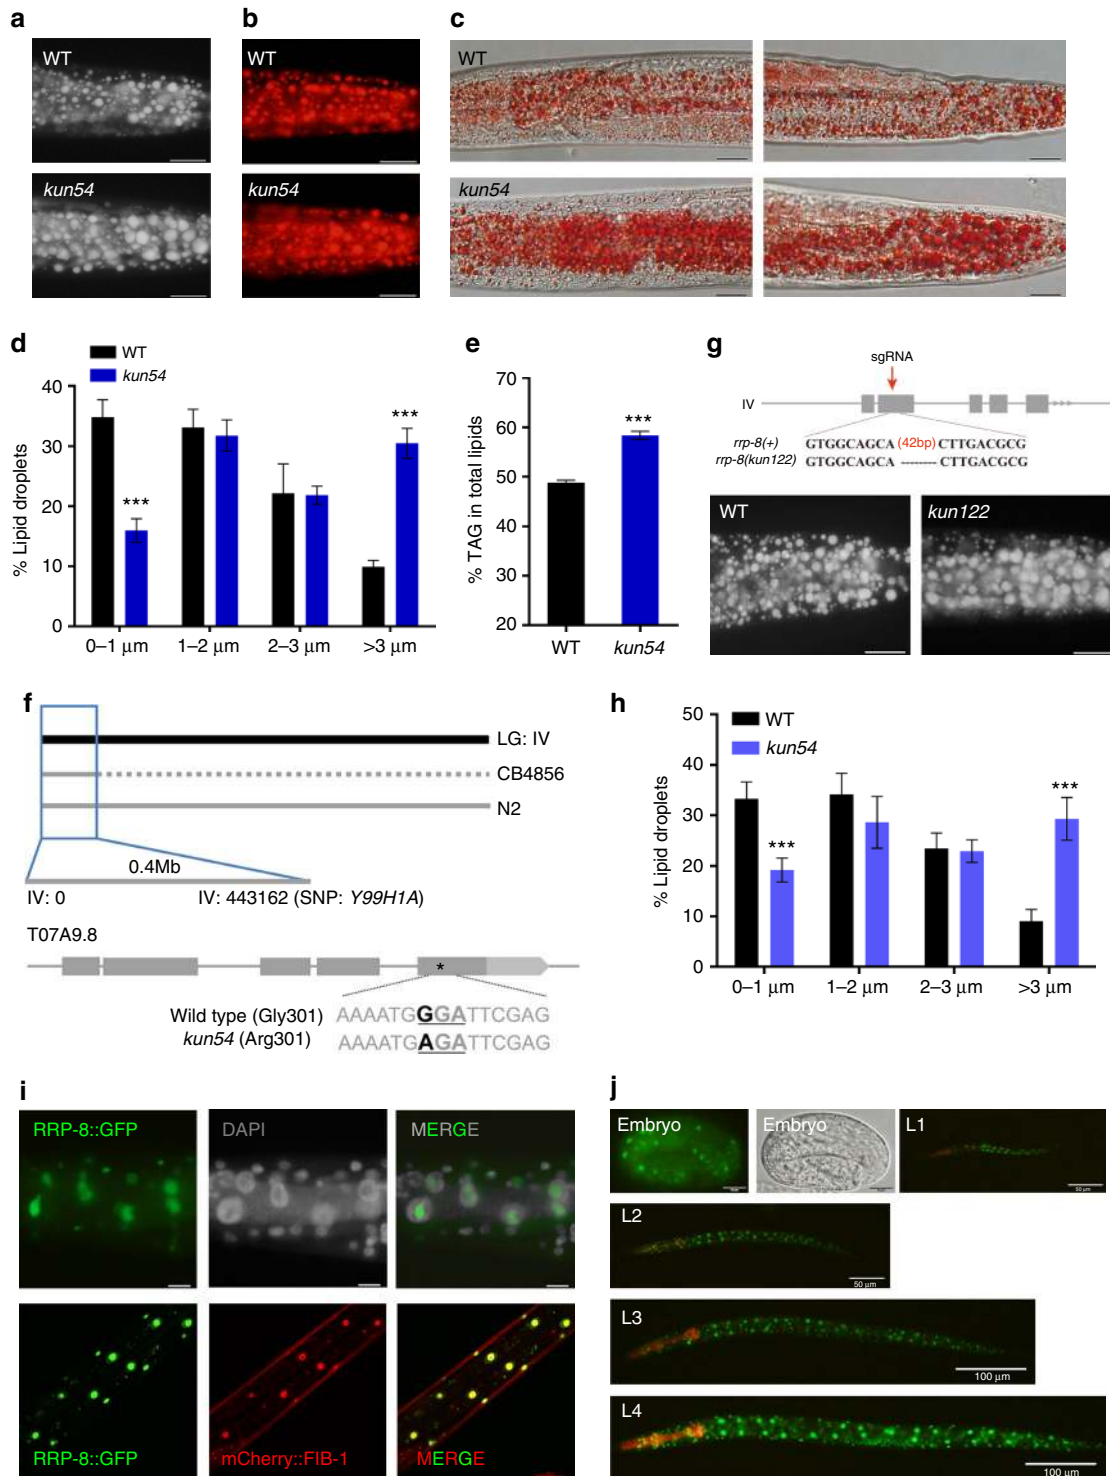 a
WT
kun54
b
WT
kun54
c
WT
kun54
d
WT
kun54
% Lipid droplets
40
30
20
10
0
***
***
0–1 μm
1–2 μm
2–3 μm
>3 μm
e
% TAG in total lipids
70
60
50
40
30
20
***
WT
kun54
g
sgRNA
IV
rrp-8(+)
GTGGCAGCA (42bp) CTTGACGCG
rrp-8(kun122)
GTGGCAGCA ---------- CTTGACGCG
WT
kun122
f
LG: IV
CB4856
N2
0.4Mb
IV: 0
IV: 443162 (SNP: Y99H1A)
T07A9.8
*
Wild type (Gly301)
AAAATGGGATTCGAG
kun54 (Arg301)
AAAATGAGATTCGAG
h
WT
kun54
% Lipid droplets
50
40
30
20
10
0
***
***
0–1 μm
1–2 μm
2–3 μm
>3 μm
i
RRP-8::GFP
DAPI
MERGE
RRP-8::GFP
mCherry::FIB-1
MERGE
j
Embryo
Embryo
L1
50 μm
L2
50 μm
L3
100 μm
L4
100 μm